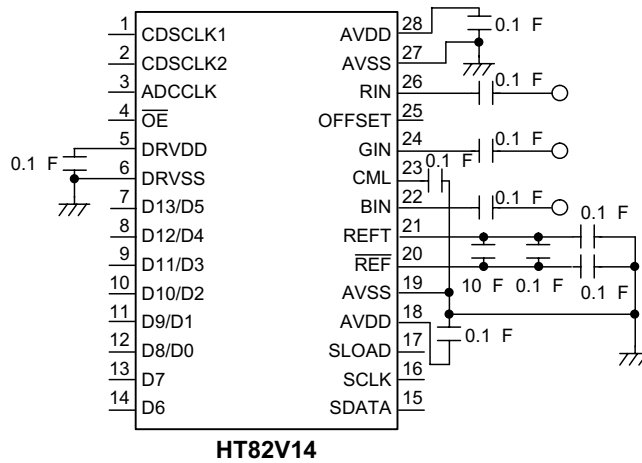 28
0.1 F
1 CDSCLK1
AVDD
2 CDSCLK2
AVSS 27
3 ADCCLK
RIN 26
0.1 F
4 OE
OFFSET 25
5 DRVDD
GIN 24
0.1 F
0.1 F
6 DRVSS
CML 23
0.1 F
7 D13/D5
BIN 22
0.1 F
8 D12/D4
REFT 21
0.1 F
9 D11/D3
REF 20
10 F 0.1 F 0.1 F
10 D10/D2
AVSS 19
11 D9/D1
AVDD 18
0.1 F
12 D8/D0
SLOAD 17
13 D7
SCLK 16
14 D6
SDATA 15
HT82V14